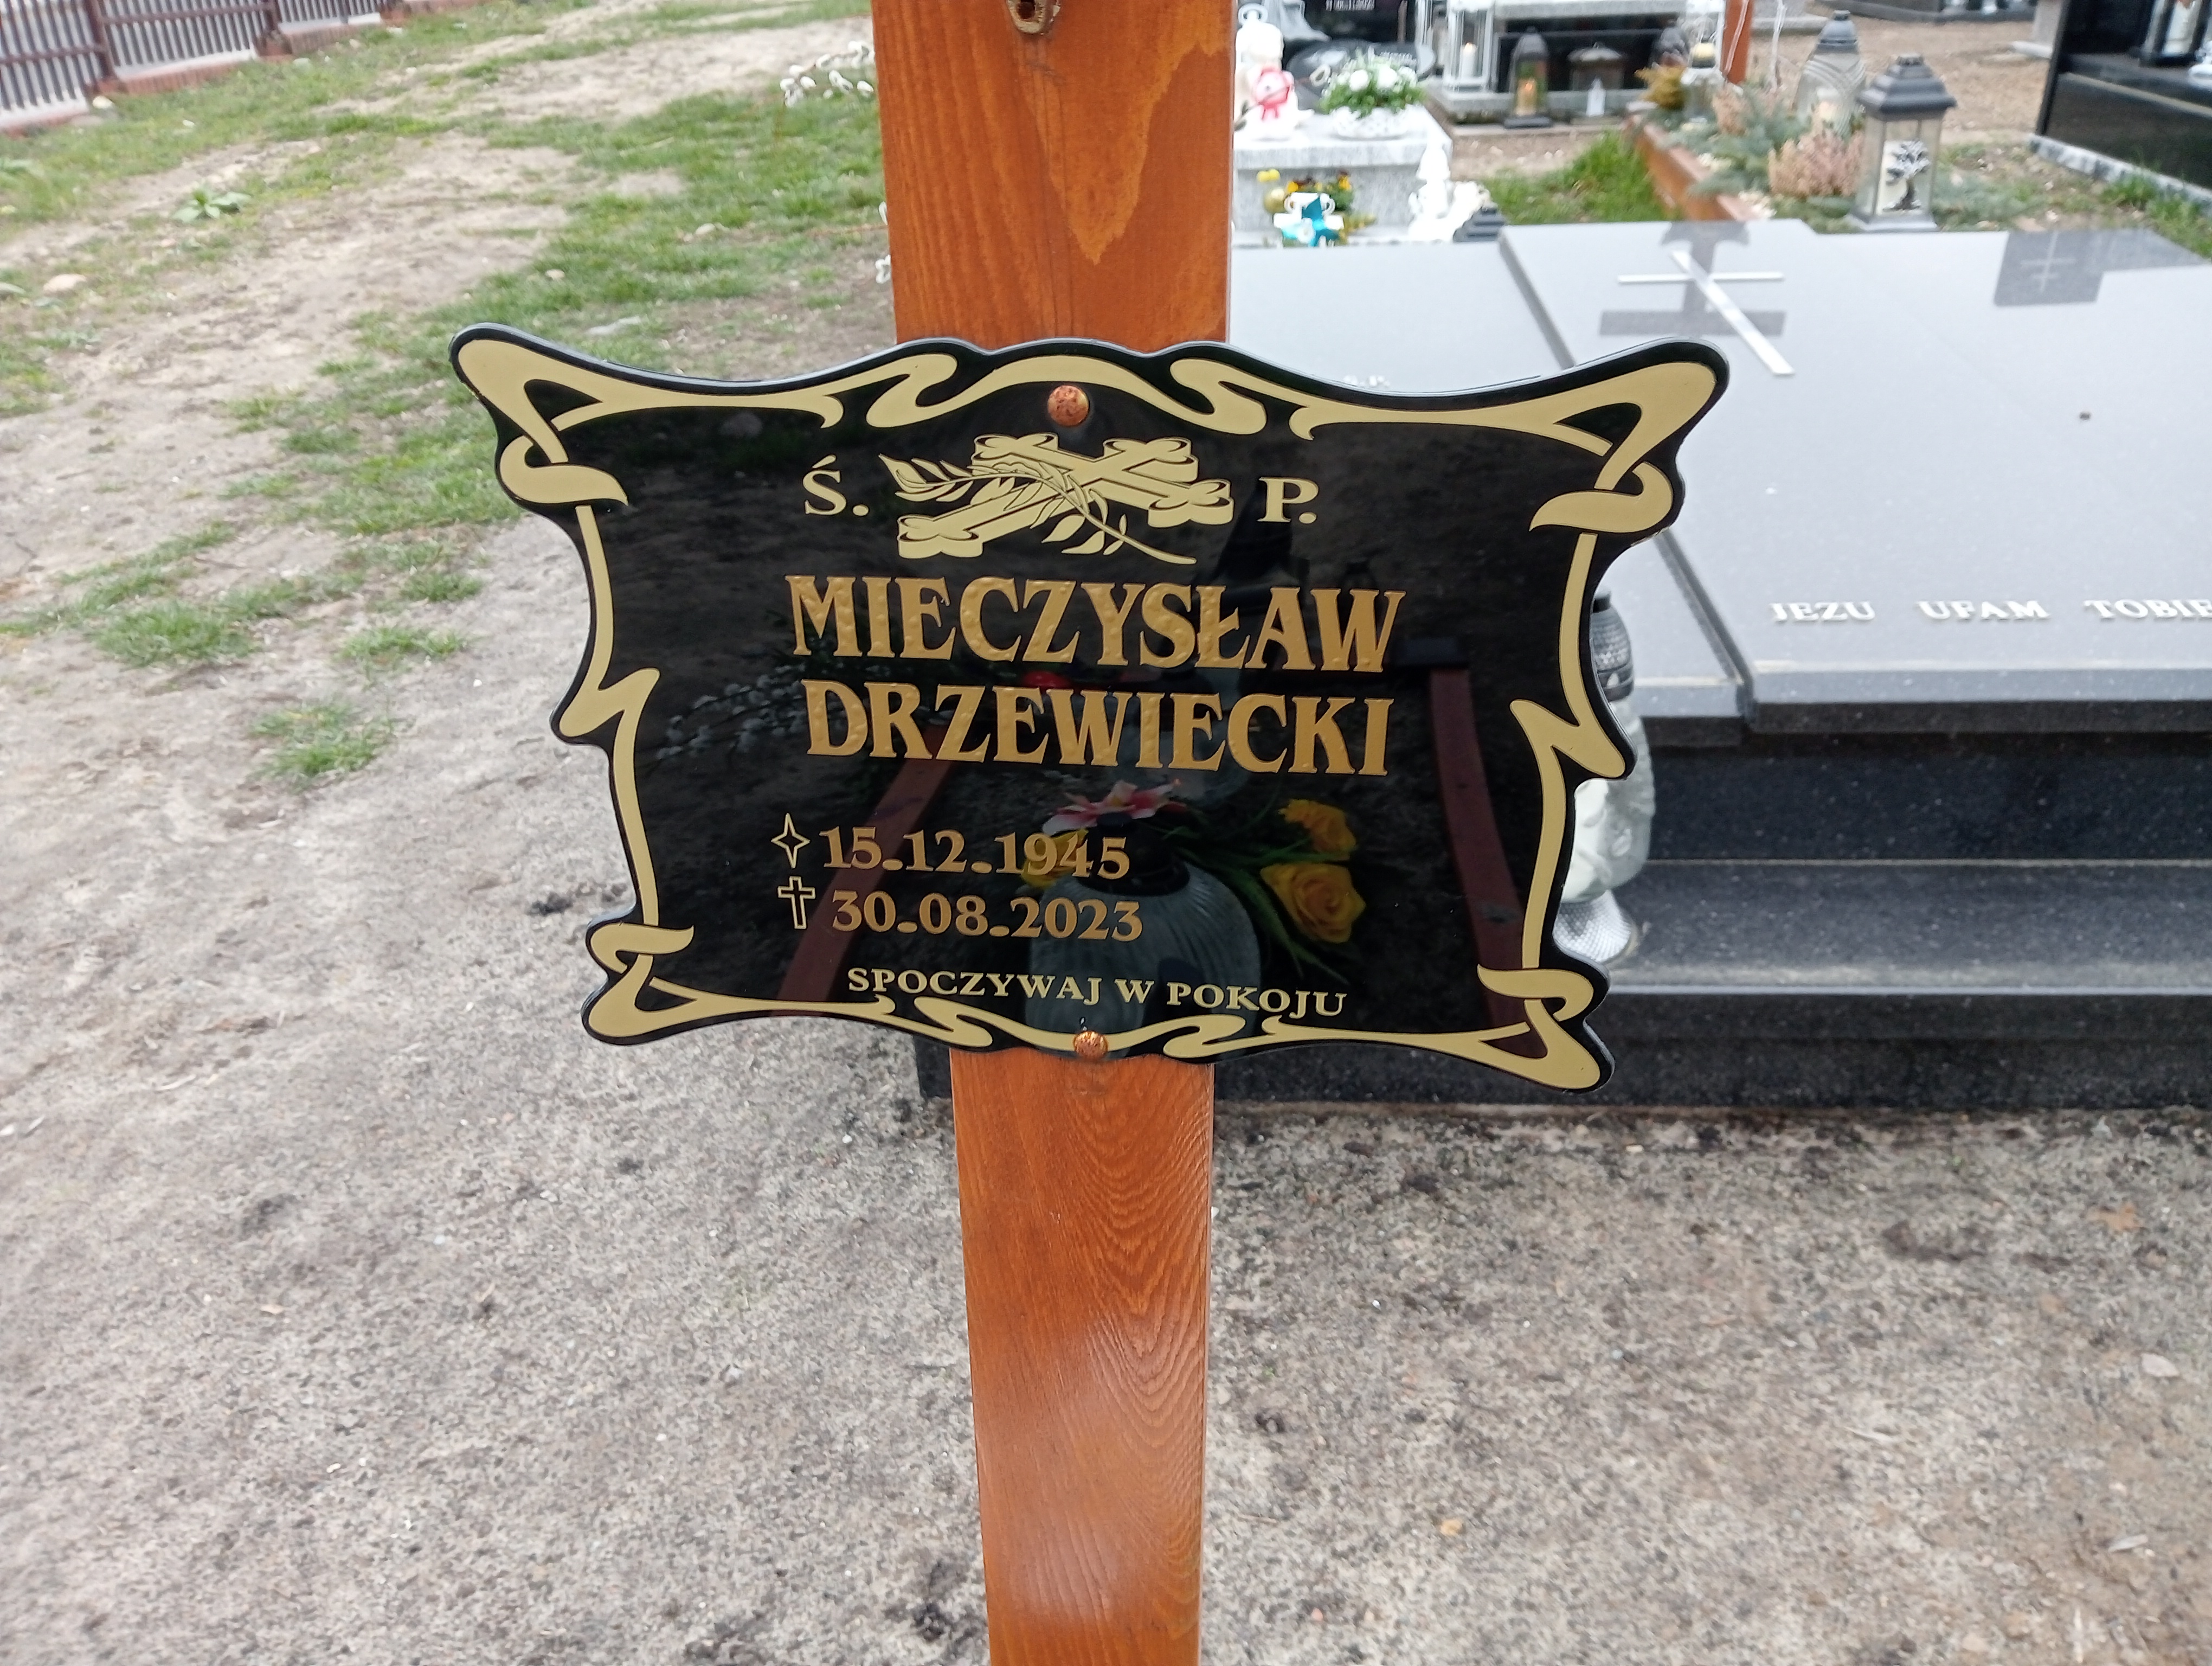 Ś. P.
MIECZYSŁAW
DRZEWIECKI
15.12.1945
30.08.2023
SPOCZYWAJ W POKOJU
JEZU UFAM TOBIE